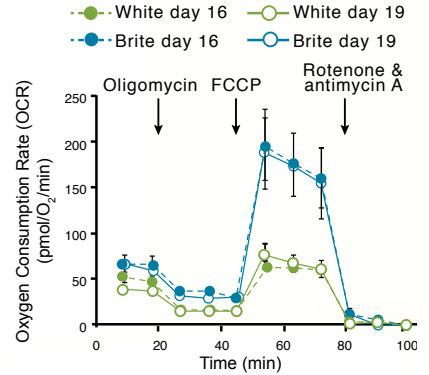 White day 16 White day 19
Brite day 16 Brite day 19
Oligomycin FCCP Rotenone & antimycin A
Oxygen Consumption Rate (OCR)
(pmol/O2/min)
250
200
150
100
50
0
0 20 40 60 80 100
Time (min)